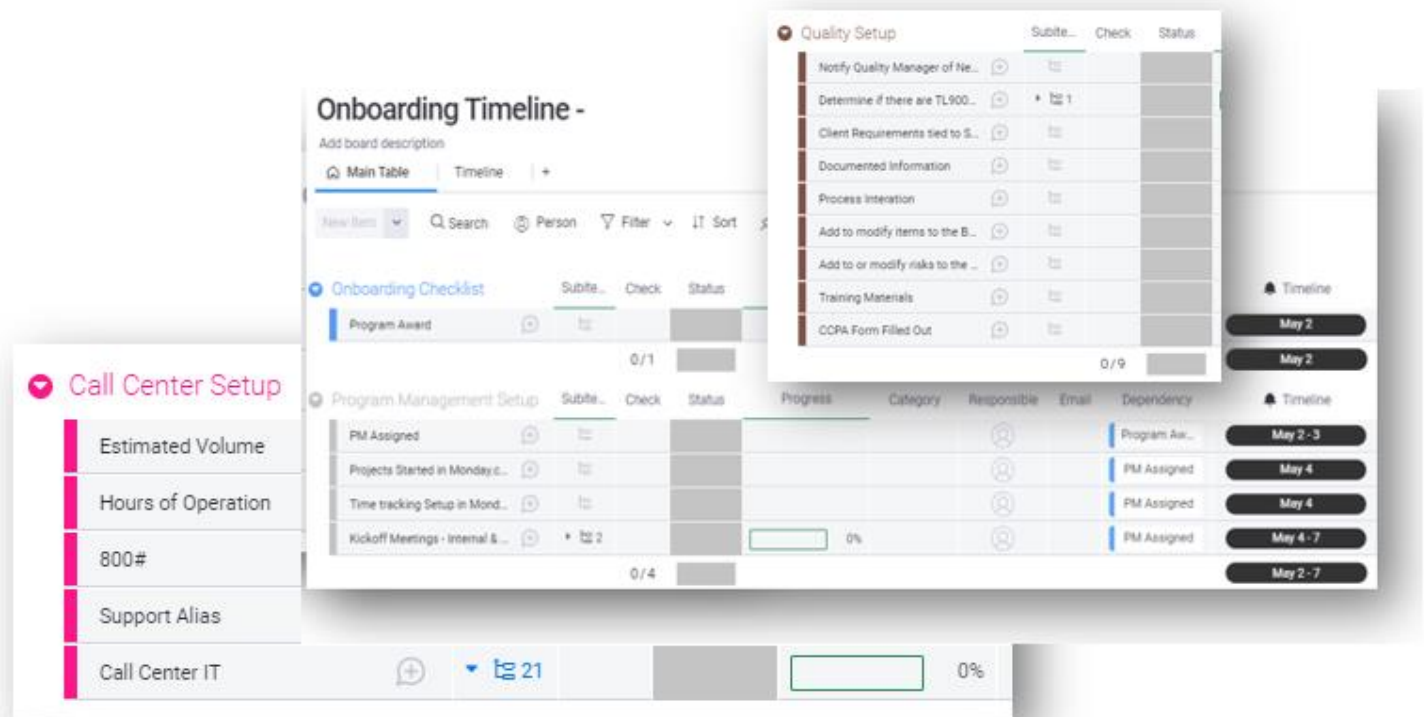 Quality Setup Subite... Check Status
Notify Quality Manager of Ne...
Determine if there are TL900... 1
Client Requirements tied to S...
Documented Information
Process Interation
Add to modify items to the B...
Add to or modify risks to the ...
Training Materials
CCPA Form Filled Out
0/9
Onboarding Timeline -
Add board description
Main Table Timeline +
New Item Search Person Filter Sort
Onboarding Checklist Subite... Check Status Timeline
Program Award May 2
0/1 May 2
Program Management Setup Subite... Check Status Progress Category Responsible Email Dependency Timeline
PM Assigned Program Aw... May 2 - 3
Projects Started in Monday.c... PM Assigned May 4
Time tracking Setup in Mond... PM Assigned May 4
Kickoff Meetings - Internal & ... 2 0% PM Assigned May 4 - 7
0/4 May 2 - 7
Call Center Setup
Estimated Volume
Hours of Operation
800#
Support Alias
Call Center IT 21 0%